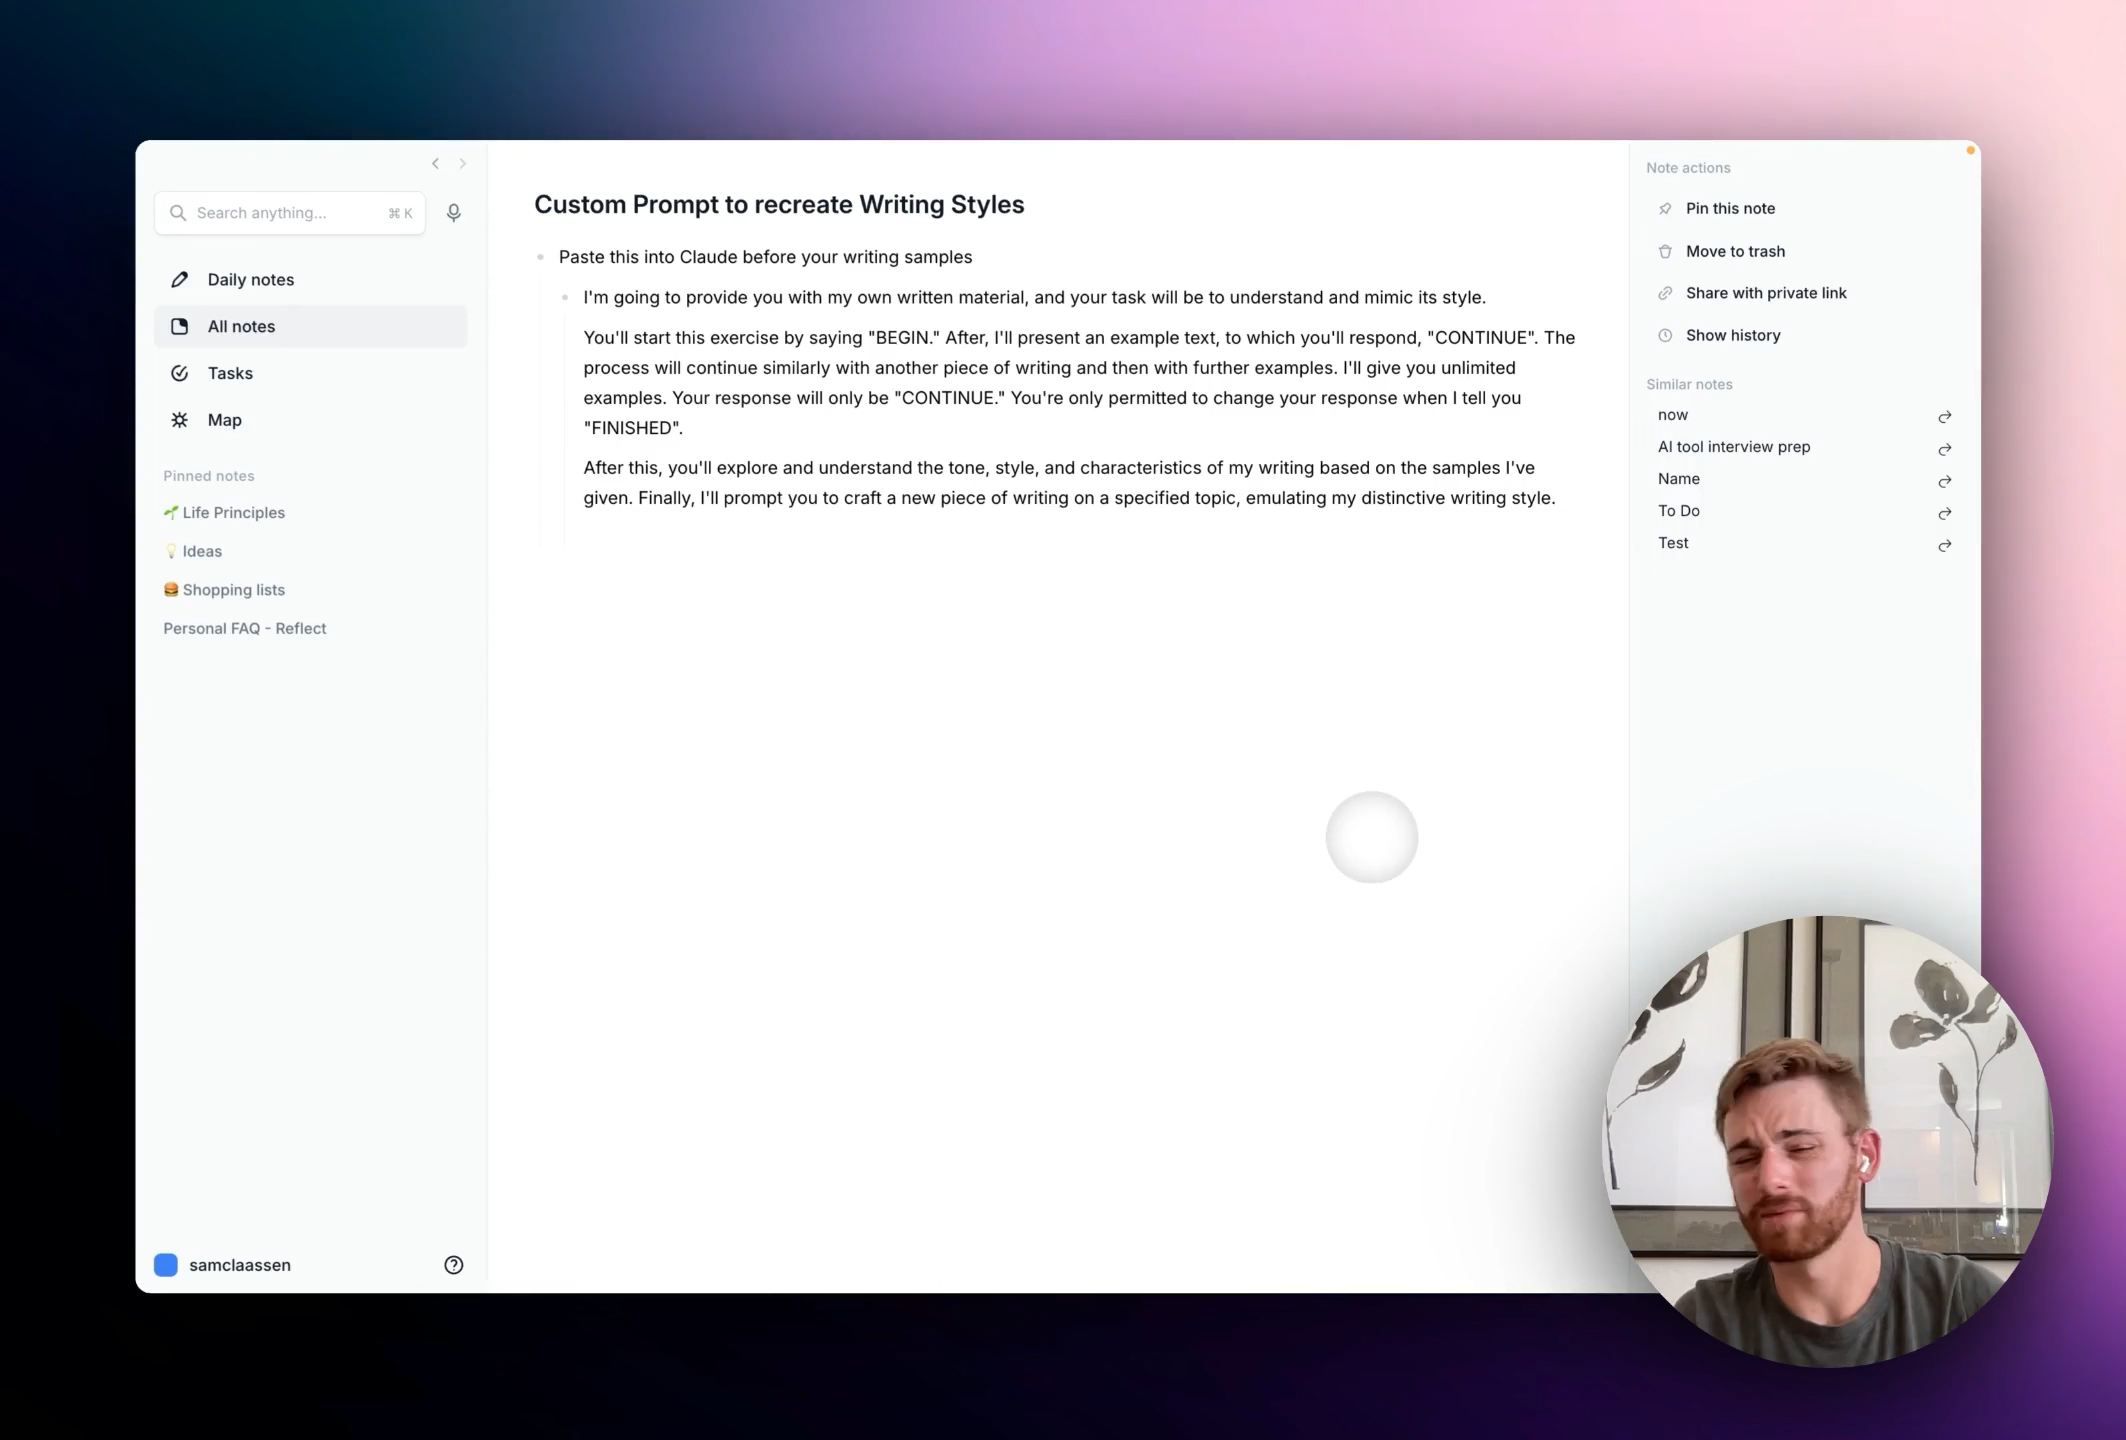 Search anything...
⌘ K
Daily notes
All notes
Tasks
Map
Pinned notes
Life Principles
Ideas
Shopping lists
Personal FAQ - Reflect
samclaassen
Custom Prompt to recreate Writing Styles
Paste this into Claude before your writing samples
I'm going to provide you with my own written material, and your task will be to understand and mimic its style.
You'll start this exercise by saying "BEGIN." After, I'll present an example text, to which you'll respond, "CONTINUE". The
process will continue similarly with another piece of writing and then with further examples. I'll give you unlimited
examples. Your response will only be "CONTINUE." You're only permitted to change your response when I tell you
"FINISHED".
After this, you'll explore and understand the tone, style, and characteristics of my writing based on the samples I've
given. Finally, I'll prompt you to craft a new piece of writing on a specified topic, emulating my distinctive writing style.
Note actions
Pin this note
Move to trash
Share with private link
Show history
Similar notes
now
AI tool interview prep
Name
To Do
Test